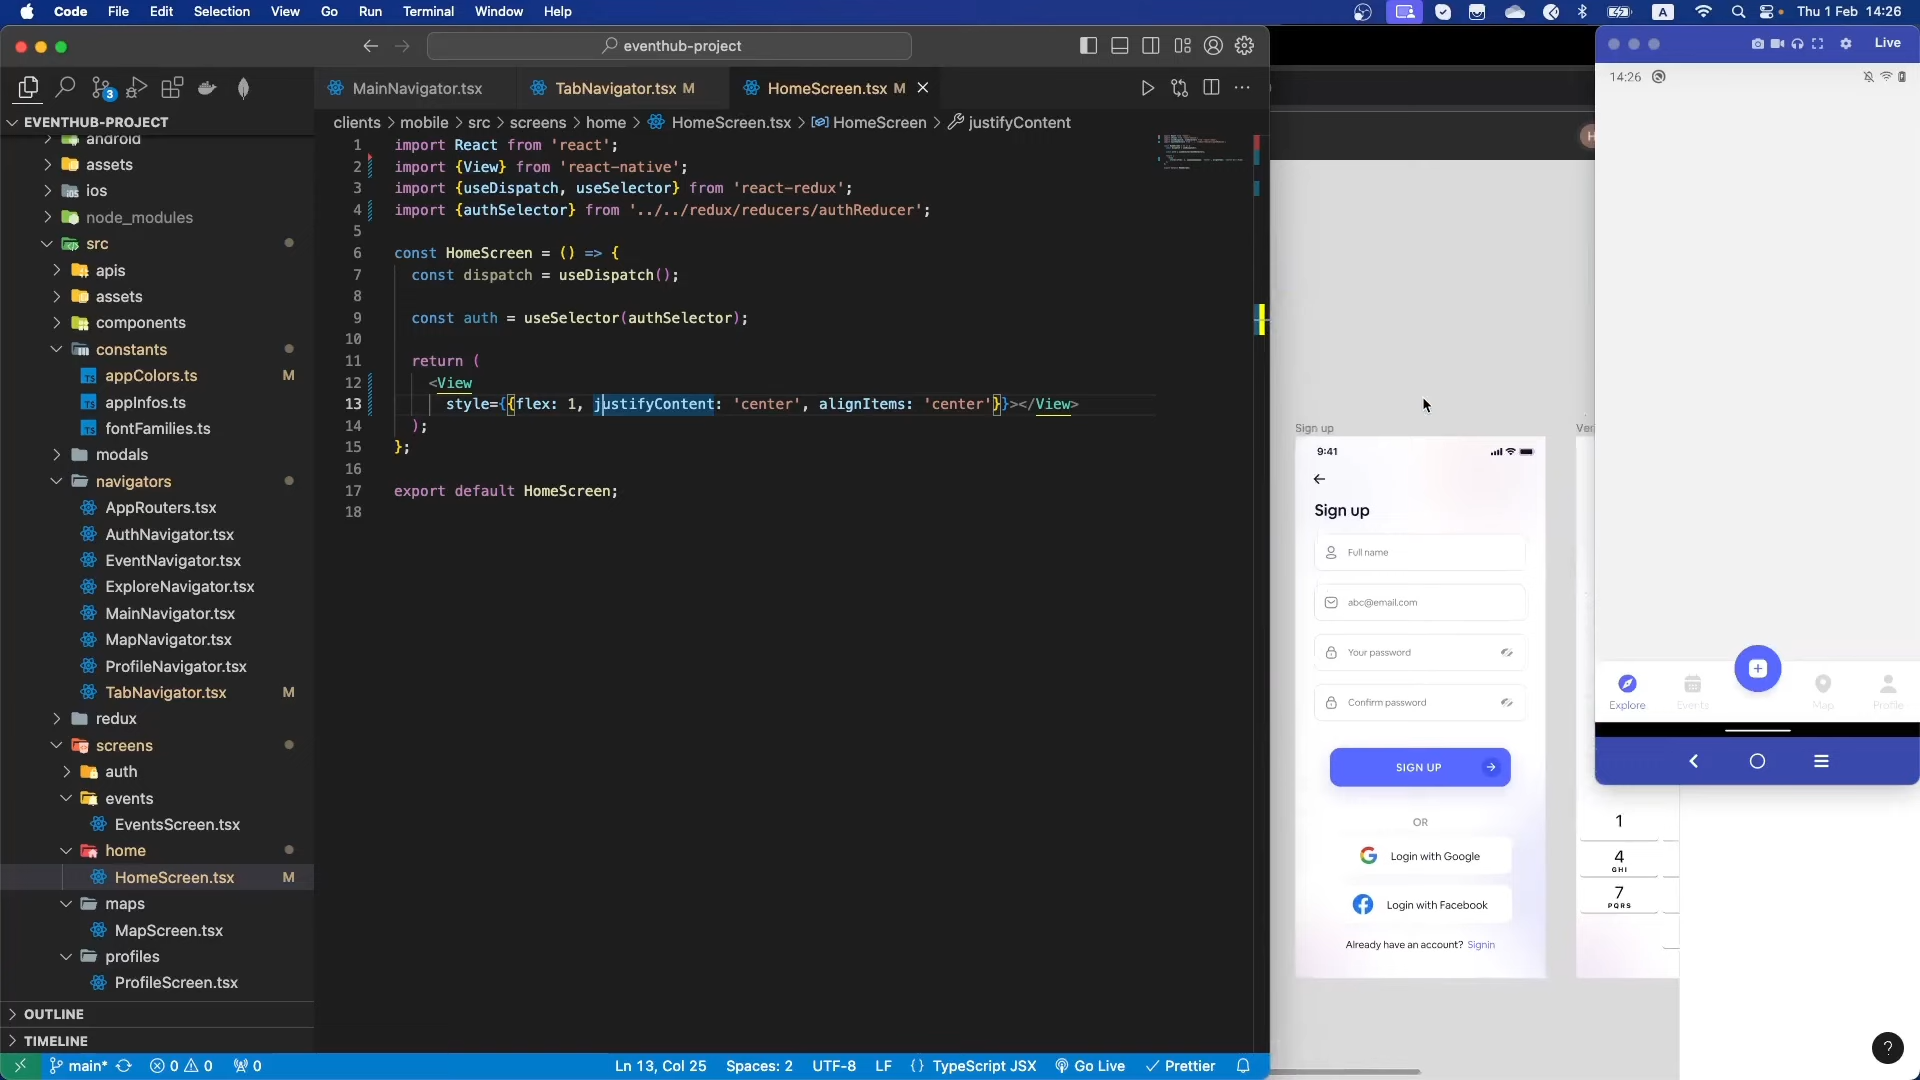 Code File Edit Selection View Go Run Terminal Window Help
A Thu 1 Feb 14:26
eventhub-project
3
MainNavigator.tsx
TabNavigator.tsx M
HomeScreen.tsx M
EVENTHUB-PROJECT
clients > mobile > src > screens > home > HomeScreen.tsx > HomeScreen > justifyContent
android
assets
ios
node_modules
src
apis
assets
components
constants
appColors.ts M
appInfos.ts
fontFamilies.ts
modals
navigators
AppRouters.tsx
AuthNavigator.tsx
EventNavigator.tsx
ExploreNavigator.tsx
MainNavigator.tsx
MapNavigator.tsx
ProfileNavigator.tsx
TabNavigator.tsx M
redux
screens
auth
events
EventsScreen.tsx
home
HomeScreen.tsx M
maps
MapScreen.tsx
profiles
ProfileScreen.tsx
OUTLINE
TIMELINE
1 import React from 'react';
2 import {View} from 'react-native';
3 import {useDispatch, useSelector} from 'react-redux';
4 import {authSelector} from '../../redux/reducers/authReducer';
5
6 const HomeScreen = () => {
7 const dispatch = useDispatch();
8
9 const auth = useSelector(authSelector);
10
11 return (
12 <View
13 style={{flex: 1, justifyContent: 'center', alignItems: 'center'}}></View>
14 );
15 };
16
17 export default HomeScreen;
18
main* 0 0 0
Ln 13, Col 25 Spaces: 2 UTF-8 LF {} TypeScript JSX Go Live Prettier
H
Sign up
Ver
9:41
Sign up
Full name
abc@email.com
Your password
Confirm password
SIGN UP
OR
Login with Google
Login with Facebook
Already have an account? Signin
1
4
GHI
7
PQRS
Live
14:26
Explore
Events
Map
Profile
?